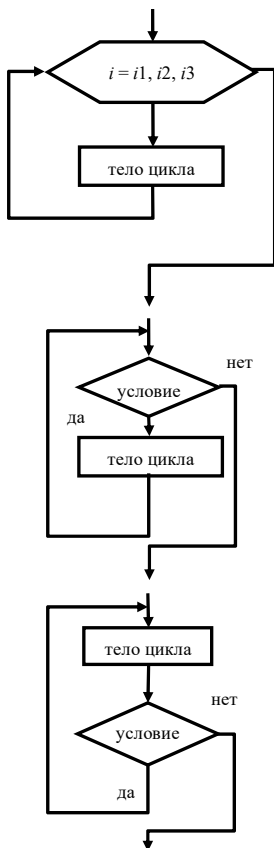 i = i1, i2, i3
тело цикла
нет
условие
да
тело цикла
тело цикла
нет
условие
да